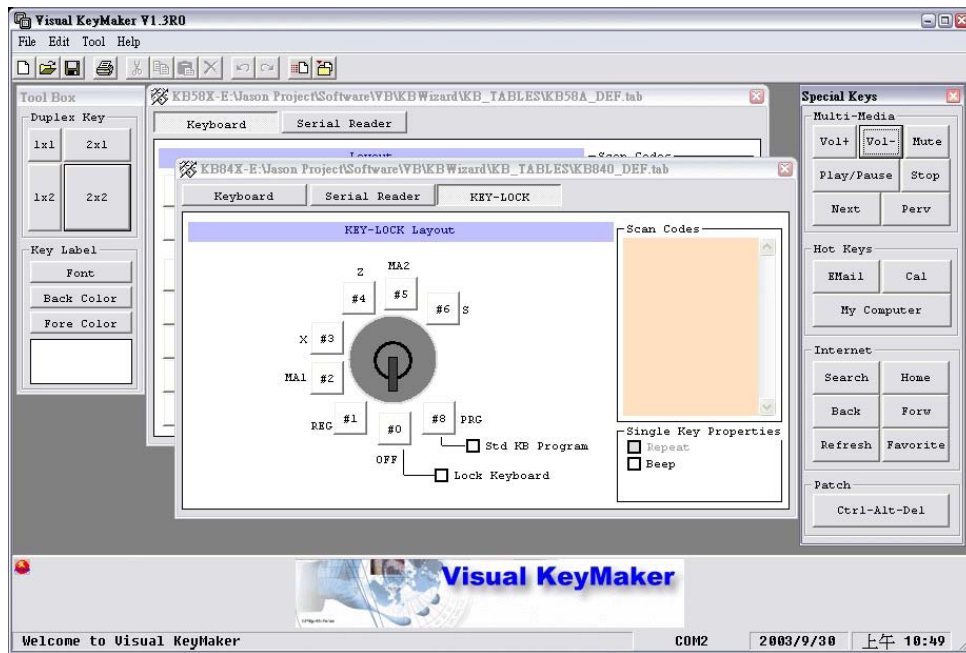 Visual KeyMaker V1.3R0
File Edit Tool Help
Tool Box
Duplex Key
1x1 2x1
1x2 2x2
Key Label
Font
Back Color
Fore Color
KB58X-E:\Jason Project\Software\VB\KBWizard\KB_TABLES\KB58A_DEF.tab
Keyboard Serial Reader
KB84X-E:\Jason Project\Software\VB\KBWizard\KB_TABLES\KB840_DEF.tab
Keyboard Serial Reader KEY-LOCK
KEY-LOCK Layout
Z MA2
#4 #5
#6 S
X #3
MA1 #2
REG #1 #0 #8 PRG
OFF
Std KB Program
Lock Keyboard
Scan Codes
Single Key Properties
Repeat
Beep
Special Keys
Multi-Media
Vol+ Vol- Mute
Play/Pause Stop
Next Perv
Hot Keys
EMail Cal
My Computer
Internet
Search Home
Back Forw
Refresh Favorite
Patch
Ctrl-Alt-Del
Visual KeyMaker
Welcome to Visual KeyMaker COM2 2003/9/30 上午 10:49